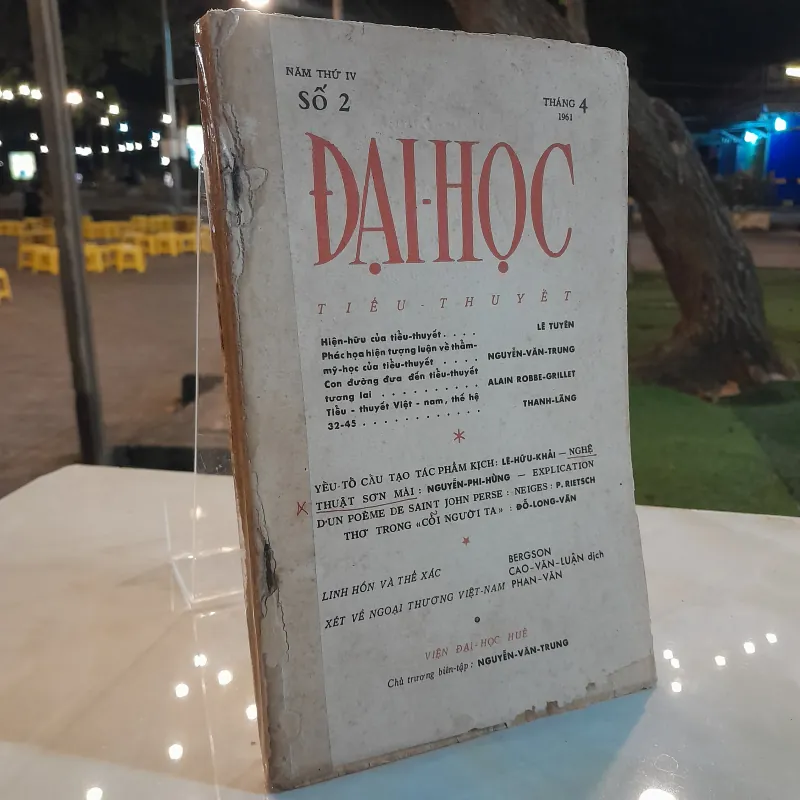 NĂM THỨ IV
SỐ 2
THÁNG 4
1961
ĐẠI-HỌC
TIỂU-THUYẾT
Hiện-hữu của tiểu-thuyết. . . . LÊ TUYÊN
Phác họa hiện tượng luận về thẩm-
mỹ-học của tiểu-thuyết . . . . NGUYỄN-VĂN-TRUNG
Con đường đưa đến tiểu-thuyết
tương lai . . . . . . . . . . ALAIN ROBBE-GRILLET
Tiểu - thuyết Việt - nam, thế hệ
32-45 . . . . . . . . . . . . THANH-LÃNG
YẾU-TỐ CẤU TẠO TÁC PHẨM KỊCH : LÊ-HỮU-KHẢI — NGHỆ
THUẬT SƠN MÀI : NGUYỄN-PHI-HÙNG — EXPLICATION
D'UN POÈME DE SAINT JOHN PERSE : NEIGES : P. RIETSCH
THƠ TRONG «CÕI NGƯỜI TA» : ĐỖ-LONG-VÂN
LINH HỒN VÀ THỂ XÁC
BERGSON
CAO-VĂN-LUẬN dịch
XÉT VỀ NGOẠI THƯƠNG VIỆT-NAM PHAN-VĂN
VIỆN ĐẠI-HỌC HUẾ
Chủ trương biên-tập : NGUYỄN-VĂN-TRUNG